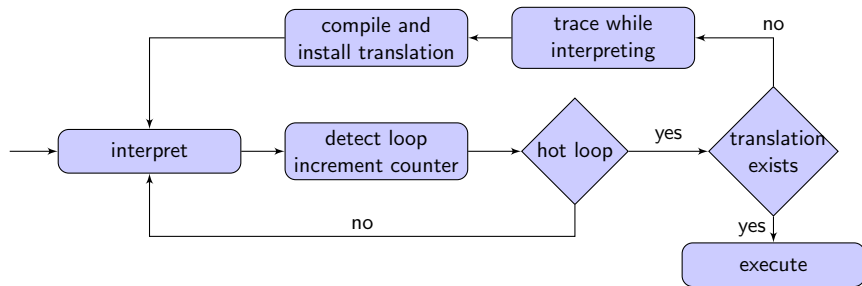 compile and
install translation
trace while
interpreting
no
interpret
detect loop
increment counter
hot loop
yes
translation
exists
no
yes
execute